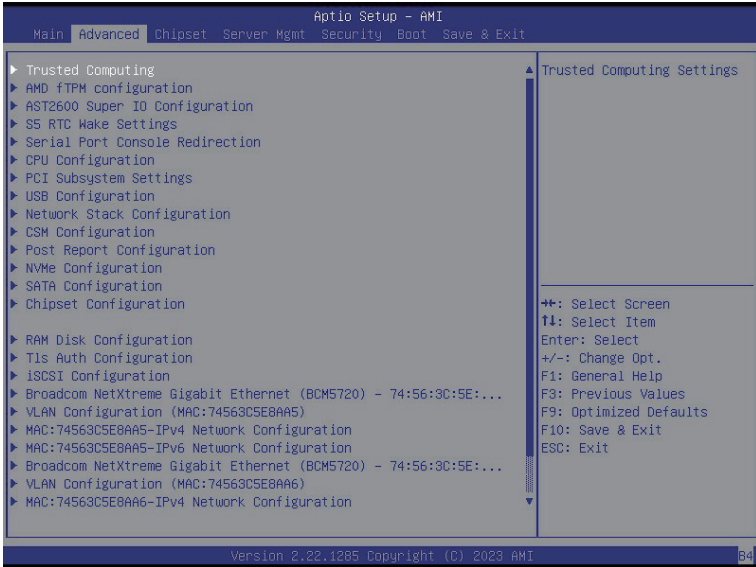 Aptio Setup - AMI
Main Advanced Chipset Server Mgmt Security Boot Save & Exit
Trusted Computing
AMD fTPM configuration
AST2600 Super IO Configuration
S5 RTC Wake Settings
Serial Port Console Redirection
CPU Configuration
PCI Subsystem Settings
USB Configuration
Network Stack Configuration
CSM Configuration
Post Report Configuration
NVMe Configuration
SATA Configuration
Chipset Configuration
RAM Disk Configuration
Tls Auth Configuration
iSCSI Configuration
Broadcom NetXtreme Gigabit Ethernet (BCM5720) - 74:56:3C:5E:...
VLAN Configuration (MAC:74563C5E8AA5)
MAC:74563C5E8AA5-IPv4 Network Configuration
MAC:74563C5E8AA5-IPv6 Network Configuration
Broadcom NetXtreme Gigabit Ethernet (BCM5720) - 74:56:3C:5E:...
VLAN Configuration (MAC:74563C5E8AA6)
MAC:74563C5E8AA6-IPv4 Network Configuration
Trusted Computing Settings
→←: Select Screen
↑↓: Select Item
Enter: Select
+/-: Change Opt.
F1: General Help
F3: Previous Values
F9: Optimized Defaults
F10: Save & Exit
ESC: Exit
Version 2.22.1285 Copyright (C) 2023 AMI
B4